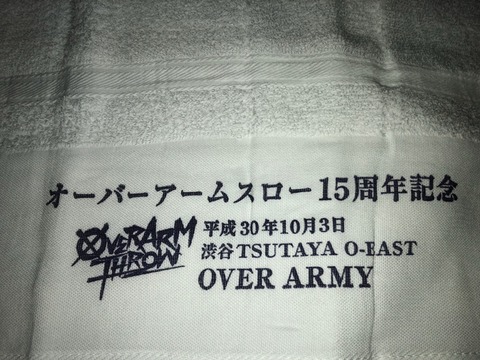 オーバーアームスロー15周年記念
OVERARM
THROW
平成30年10月3日
渋谷TSUTAYA O-EAST
OVER ARMY